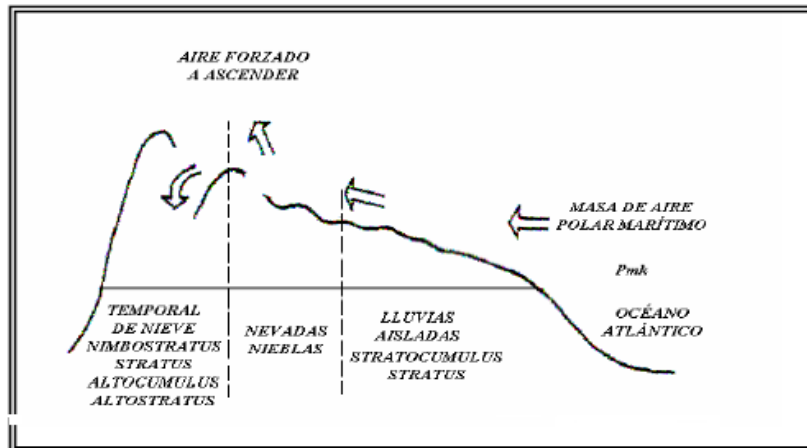 AIRE FORZADO
A ASCENDER
MASA DE AIRE
POLAR MARÍTIMO
Pmk
OCÉANO
ATLÁNTICO
TEMPORAL
DE NIEVE
NIMBOSTRATUS
STRATUS
ALTOCUMULUS
ALTOSTRATUS
NEVADAS
NIEBLAS
LLUVIAS
AISLADAS
STRATOCUMULUS
STRATUS